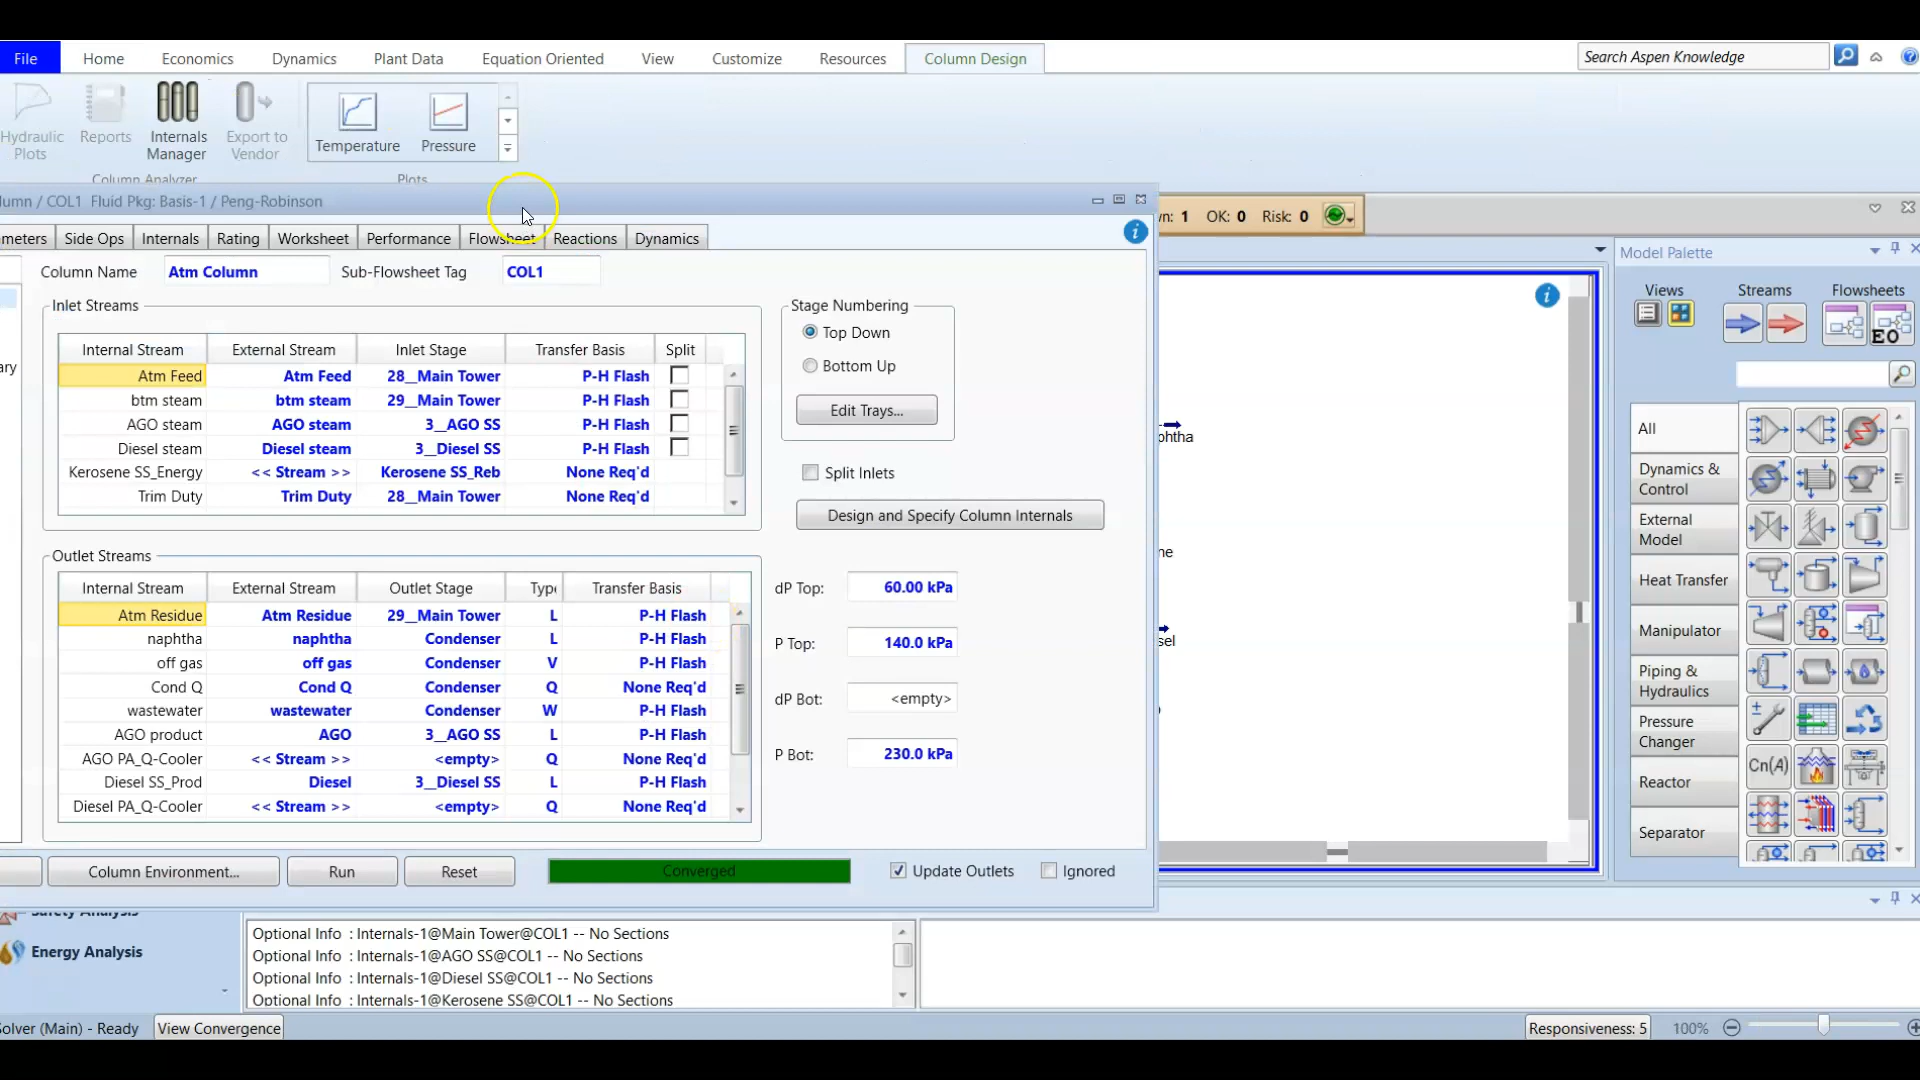 File Home Economics Dynamics Plant Data Equation Oriented View Customize Resources Column Design Search Aspen Knowledge
Hydraulic Plots Reports Internals Manager Export to Vendor Temperature Pressure
Column Analyzer Plots
lumn / COL1 Fluid Pkg: Basis-1 / Peng-Robinson
wn: 1 OK: 0 Risk: 0
meters Side Ops Internals Rating Worksheet Performance Flowsheet Reactions Dynamics
Column Name Atm Column Sub-Flowsheet Tag COL1
Inlet Streams
Internal Stream External Stream Inlet Stage Transfer Basis Split
Atm Feed Atm Feed 28__Main Tower P-H Flash
btm steam btm steam 29__Main Tower P-H Flash
AGO steam AGO steam 3__AGO SS P-H Flash
Diesel steam Diesel steam 3__Diesel SS P-H Flash
Kerosene SS_Energy << Stream >> Kerosene SS_Reb None Req'd
Trim Duty Trim Duty 28__Main Tower None Req'd
ary
Stage Numbering
Top Down
Bottom Up
Edit Trays...
Split Inlets
Design and Specify Column Internals
Outlet Streams
Internal Stream External Stream Outlet Stage Type Transfer Basis
Atm Residue Atm Residue 29__Main Tower L P-H Flash
naphtha naphtha Condenser L P-H Flash
off gas off gas Condenser V P-H Flash
Cond Q Cond Q Condenser Q None Req'd
wastewater wastewater Condenser W P-H Flash
AGO product AGO 3__AGO SS L P-H Flash
AGO PA_Q-Cooler << Stream >> <empty> Q None Req'd
Diesel SS_Prod Diesel 3__Diesel SS L P-H Flash
Diesel PA_Q-Cooler << Stream >> <empty> Q None Req'd
dP Top: 60.00 kPa
P Top: 140.0 kPa
dP Bot: <empty>
P Bot: 230.0 kPa
Column Environment... Run Reset Converged Update Outlets Ignored
phtha
ne
sel
Model Palette
Views Streams Flowsheets
EO
All
Dynamics & Control
External Model
Heat Transfer
Manipulator
Piping & Hydraulics
Pressure Changer
Reactor
Separator
Cn(A)
Safety Analysis
Energy Analysis
Optional Info : Internals-1@Main Tower@COL1 -- No Sections
Optional Info : Internals-1@AGO SS@COL1 -- No Sections
Optional Info : Internals-1@Diesel SS@COL1 -- No Sections
Optional Info : Internals-1@Kerosene SS@COL1 -- No Sections
Solver (Main) - Ready View Convergence Responsiveness: 5 100%